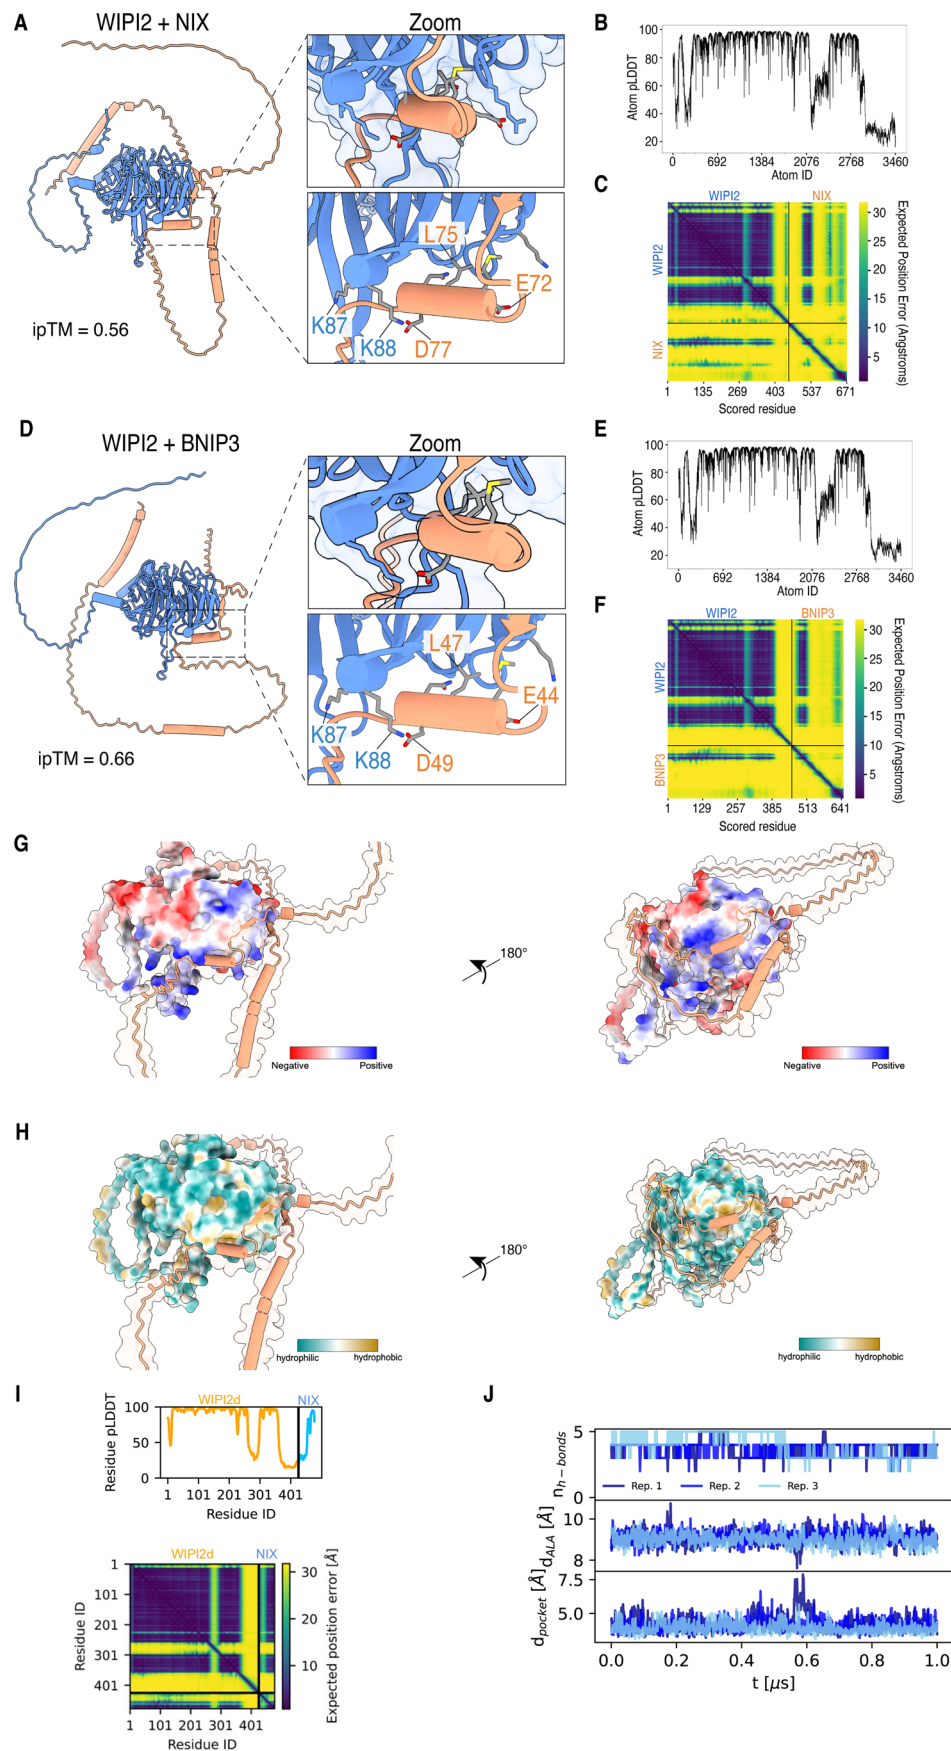 A
WIPI2 + NIX
Zoom
L75
E72
K87
K88
D77
ipTM = 0.56
B
Atom pLDDT
100
80
60
40
20
0 692 1384 2076 2768 3460
Atom ID
C
WIPI2 NIX
WIPI2
NIX
30
25
20
15
10
5
Expected Position Error (Angstroms)
1 135 269 403 537 671
Scored residue
D
WIPI2 + BNIP3
Zoom
L47
E44
K87
K88
D49
ipTM = 0.66
E
Atom pLDDT
100
80
60
40
20
0 692 1384 2076 2768 3460
Atom ID
F
WIPI2 BNIP3
WIPI2
BNIP3
30
25
20
15
10
5
Expected Position Error (Angstroms)
1 129 257 385 513 641
Scored residue
G
180°
Negative Positive
Negative Positive
H
180°
hydrophilic hydrophobic
hydrophilic hydrophobic
I
WIPI2d NIX
Residue pLDDT
100
50
0
1 101 201 301 401
Residue ID
WIPI2d NIX
Residue ID
1
101
201
301
401
1 101 201 301 401
Residue ID
30
20
10
Expected position error [Å]
J
n h−bonds
5
0
Rep. 1 Rep. 2 Rep. 3
d ALA [Å]
10
8
d pocket [Å]
7.5
5.0
0.0 0.2 0.4 0.6 0.8 1.0
t [μs]